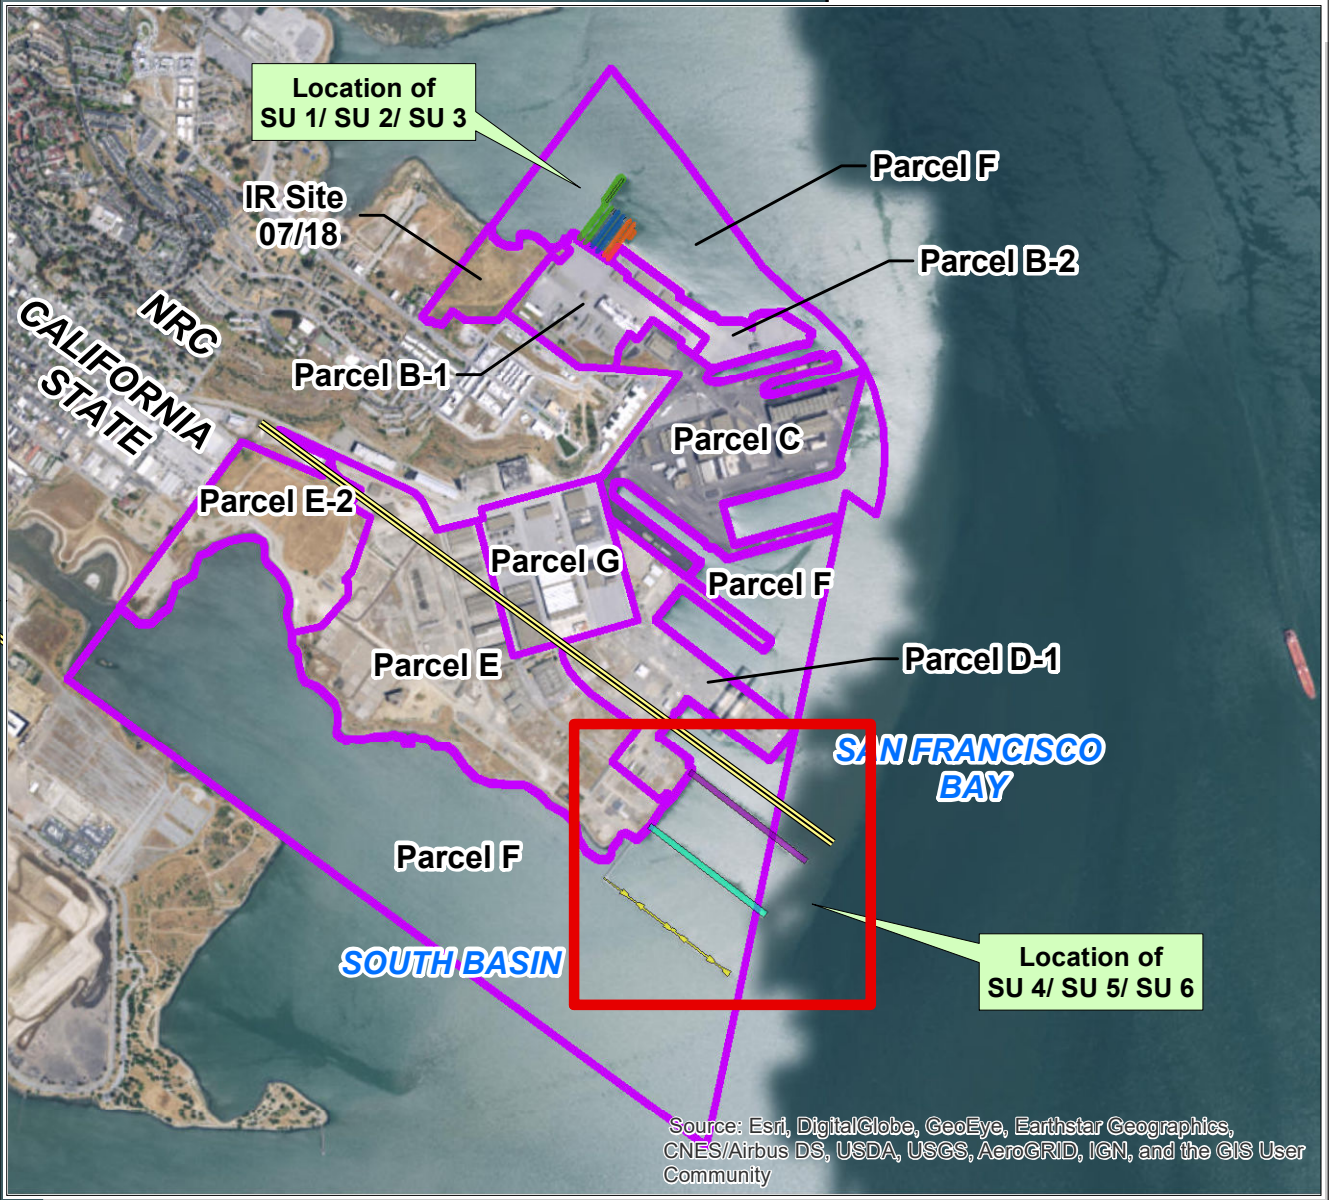 Location of
SU 1/ SU 2/ SU 3
Parcel F
IR Site
07/18
Parcel B-2
NRC
CALIFORNIA
STATE
Parcel B-1
Parcel C
Parcel E-2
Parcel G
Parcel F
Parcel E
Parcel D-1
SAN FRANCISCO
BAY
Parcel F
SOUTH BASIN
Location of
SU 4/ SU 5/ SU 6
Source: Esri, DigitalGlobe, GeoEye, Earthstar Geographics,
CNES/Airbus DS, USDA, USGS, AeroGRID, IGN, and the GIS User
Community